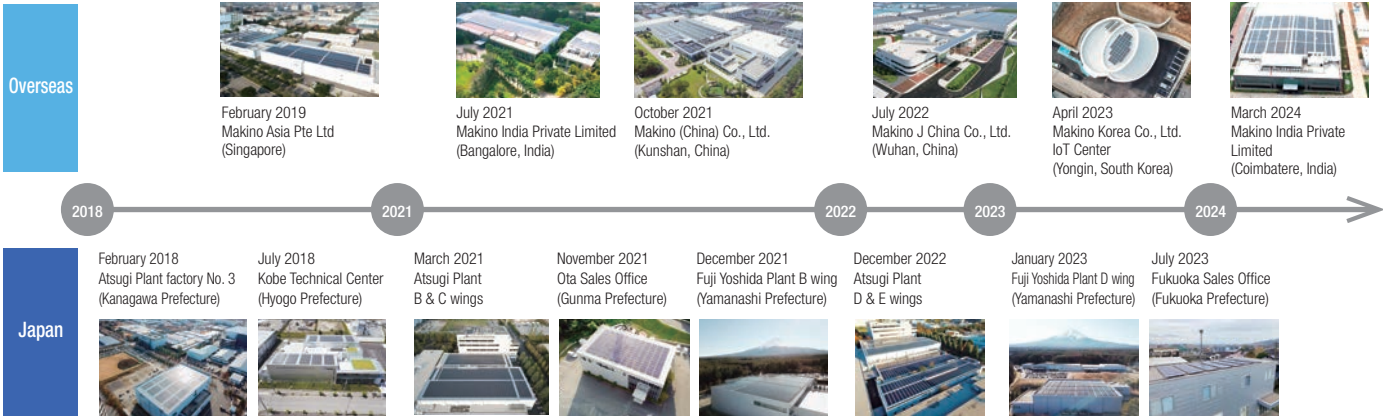 Overseas
February 2019
Makino Asia Pte Ltd
(Singapore)
July 2021
Makino India Private Limited
(Bangalore, India)
October 2021
Makino (China) Co., Ltd.
(Kunshan, China)
July 2022
Makino J China Co., Ltd.
(Wuhan, China)
April 2023
Makino Korea Co., Ltd.
IoT Center
(Yongin, South Korea)
March 2024
Makino India Private
Limited
(Coimbatere, India)
2018
2021
2022
2023
2024
Japan
February 2018
Atsugi Plant factory No. 3
(Kanagawa Prefecture)
July 2018
Kobe Technical Center
(Hyogo Prefecture)
March 2021
Atsugi Plant
B & C wings
November 2021
Ota Sales Office
(Gunma Prefecture)
December 2021
Fuji Yoshida Plant B wing
(Yamanashi Prefecture)
December 2022
Atsugi Plant
D & E wings
January 2023
Fuji Yoshida Plant D wing
(Yamanashi Prefecture)
July 2023
Fukuoka Sales Office
(Fukuoka Prefecture)